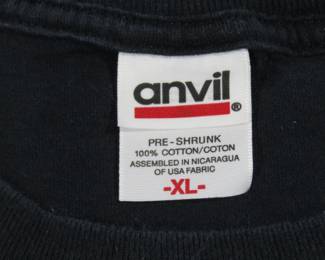 anvil®
PRE-SHRUNK
100% COTTON/COTON
ASSEMBLED IN NICARAGUA
OF USA FABRIC
-XL-